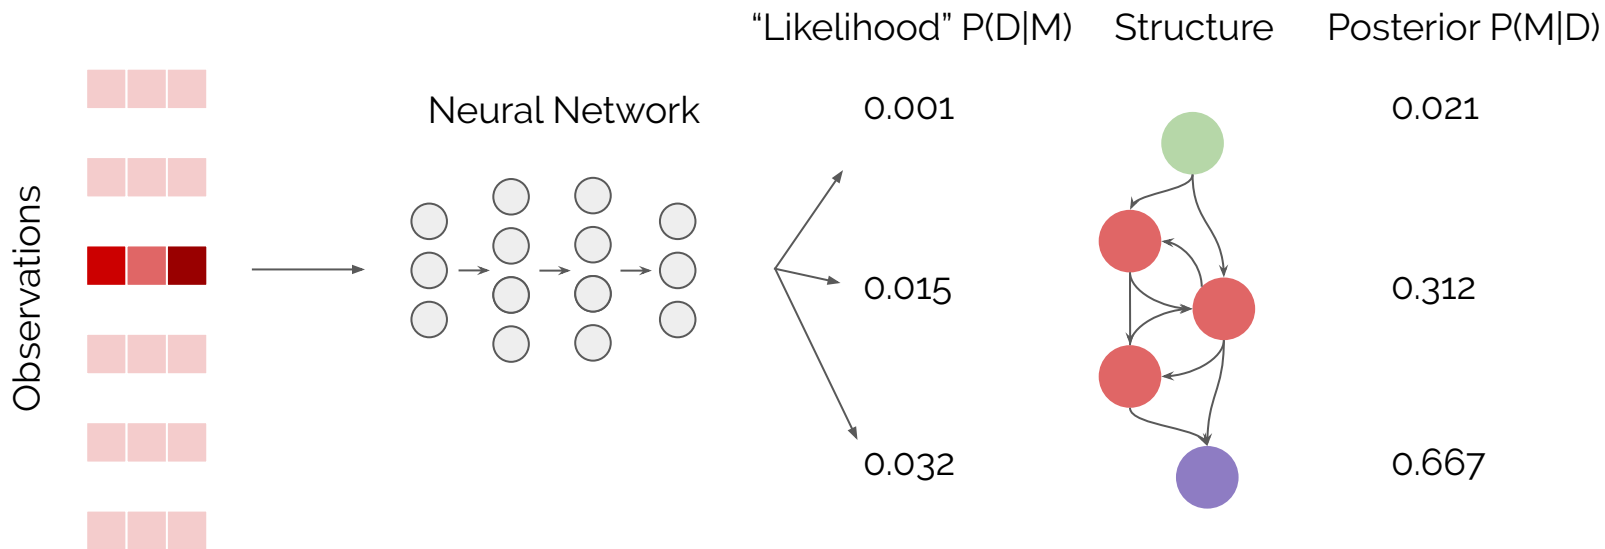 “Likelihood” P(D|M)
Structure
Posterior P(M|D)
Neural Network
0.001
0.021
Observations
0.015
0.312
0.032
0.667